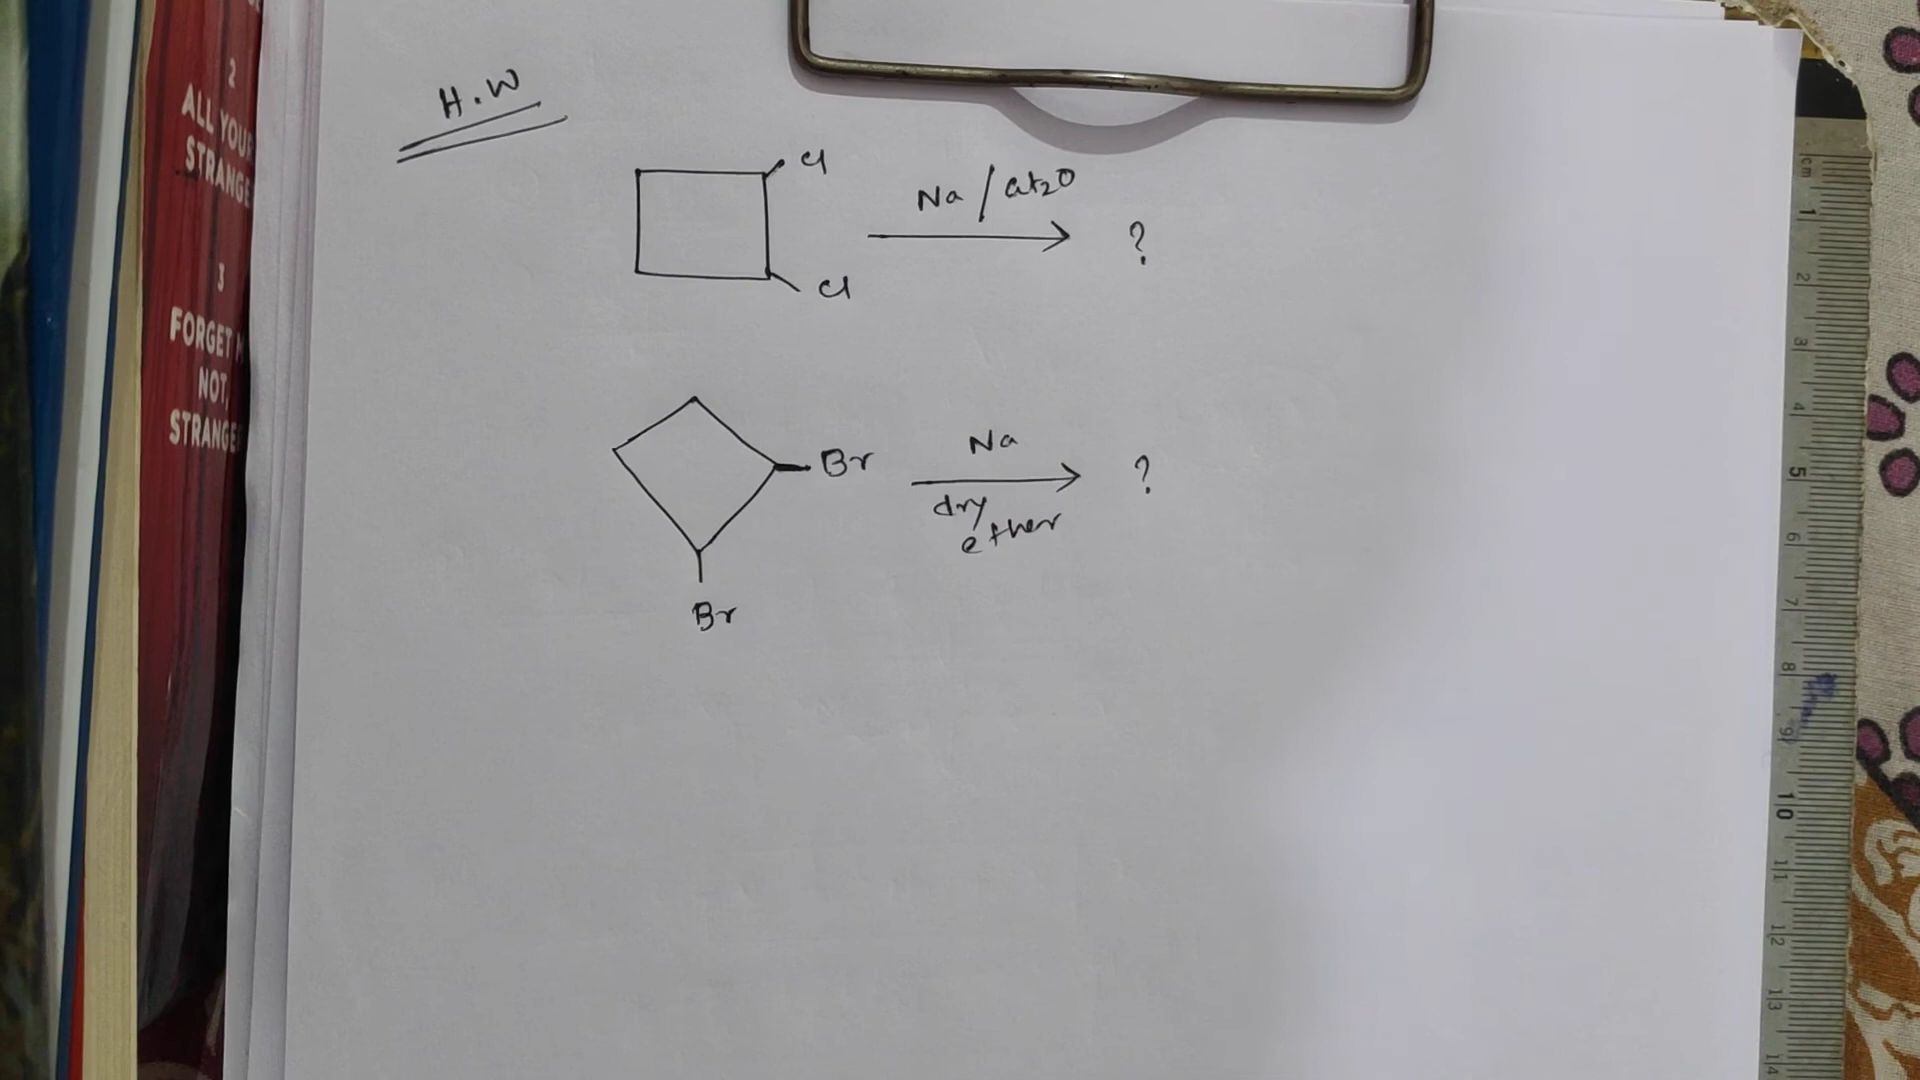 H.W
Cl
Na / Et₂O
?
Cl
Br
Na
dry
ether
?
Br
2
ALL YOUR
STRANGE
3
FORGET M
NOT,
STRANGE
cm
1
2
3
4
5
6
7
8
9
10
11
12
13
14